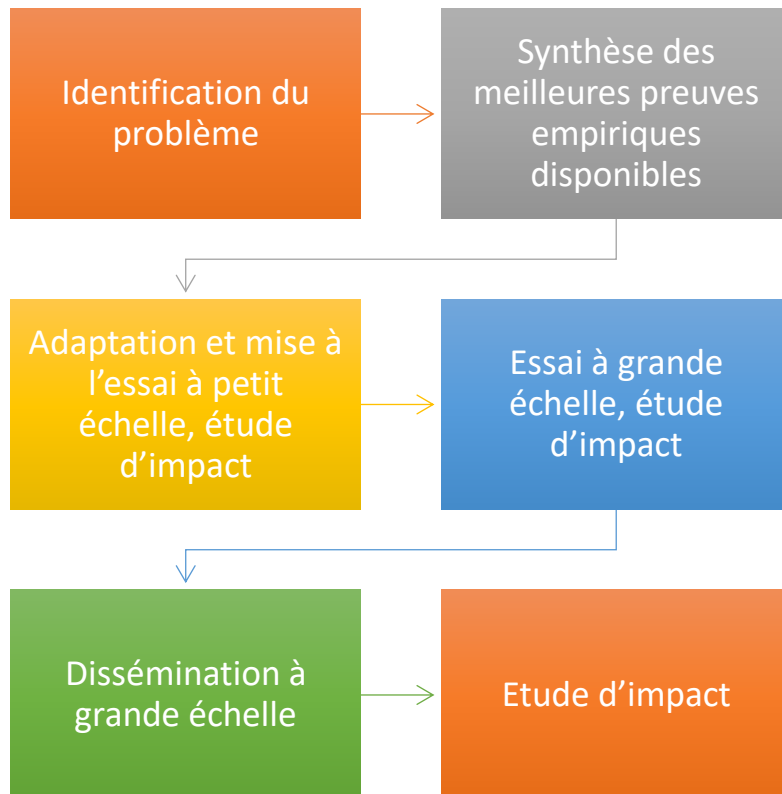 Identification du
problème
Synthèse des
meilleures preuves
empiriques
disponibles
Adaptation et mise à
l’essai à petit
échelle, étude
d’impact
Essai à grande
échelle, étude
d’impact
Dissémination à
grande échelle
Etude d’impact